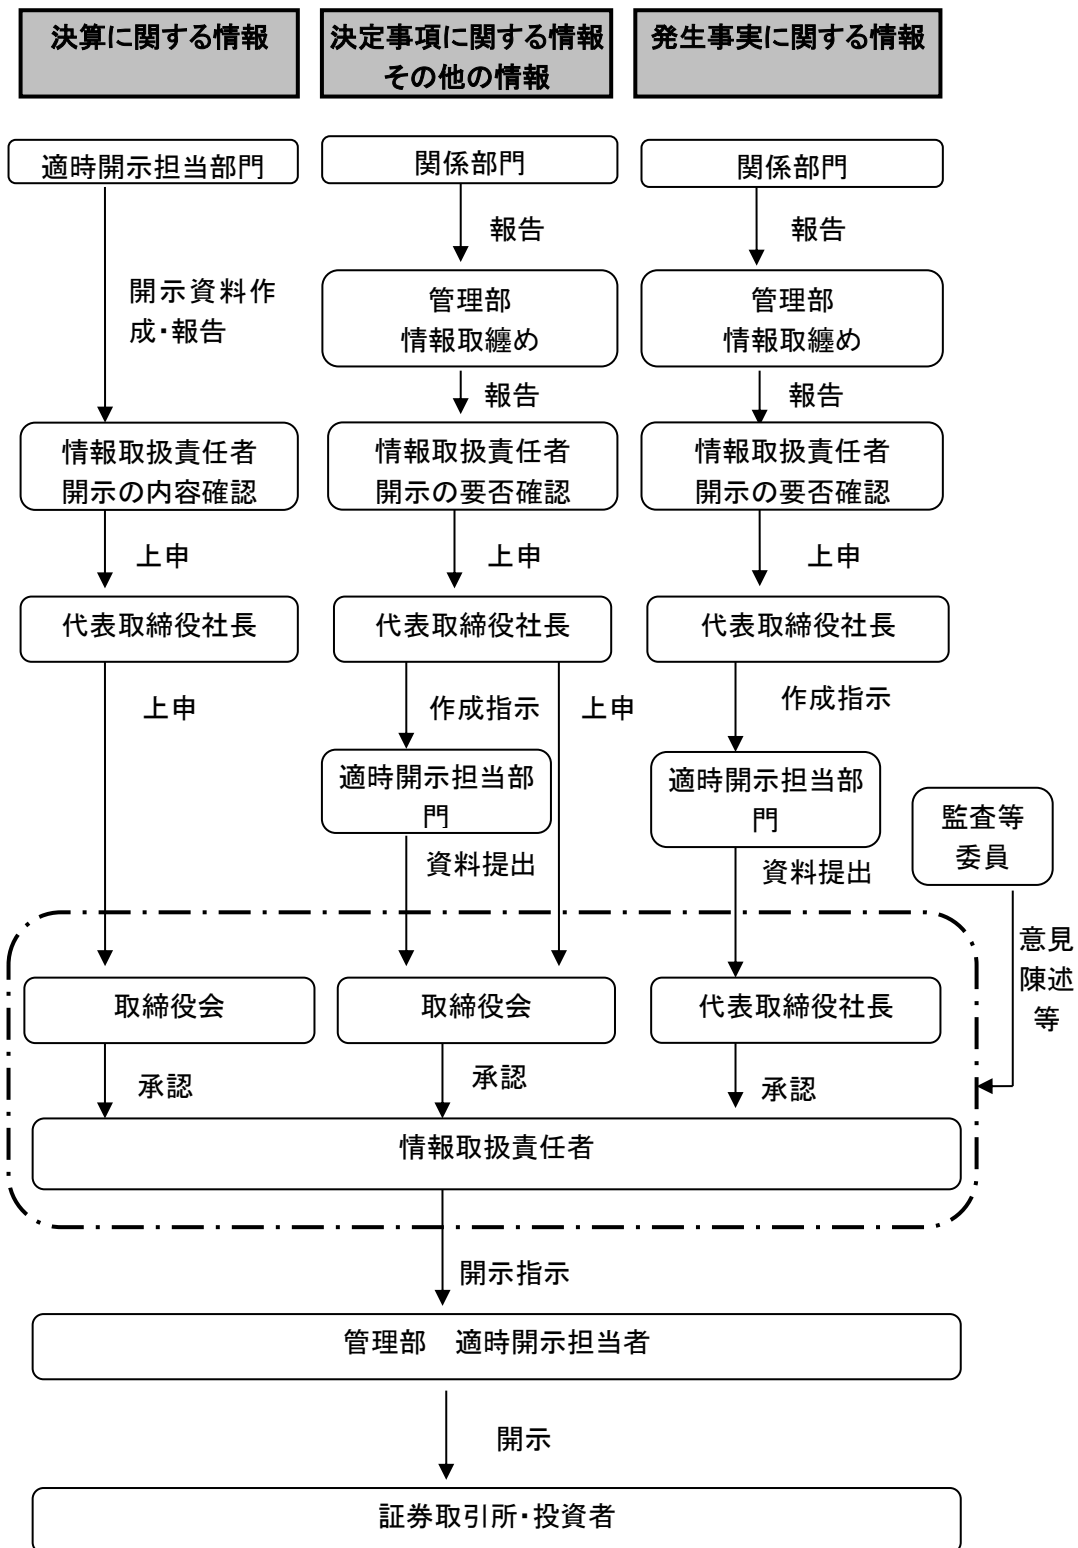 決算に関する情報
決定事項に関する情報
その他の情報
発生事実に関する情報
適時開示担当部門
関係部門
関係部門
報告
報告
開示資料作
成・報告
管理部
情報取纏め
管理部
情報取纏め
報告
報告
情報取扱責任者
開示の内容確認
情報取扱責任者
開示の要否確認
情報取扱責任者
開示の要否確認
上申
上申
上申
代表取締役社長
代表取締役社長
代表取締役社長
上申
作成指示
上申
作成指示
適時開示担当部
門
適時開示担当部
門
監査等
委員
資料提出
資料提出
意見
陳述
等
取締役会
取締役会
代表取締役社長
承認
承認
承認
情報取扱責任者
開示指示
管理部　適時開示担当者
開示
証券取引所・投資者